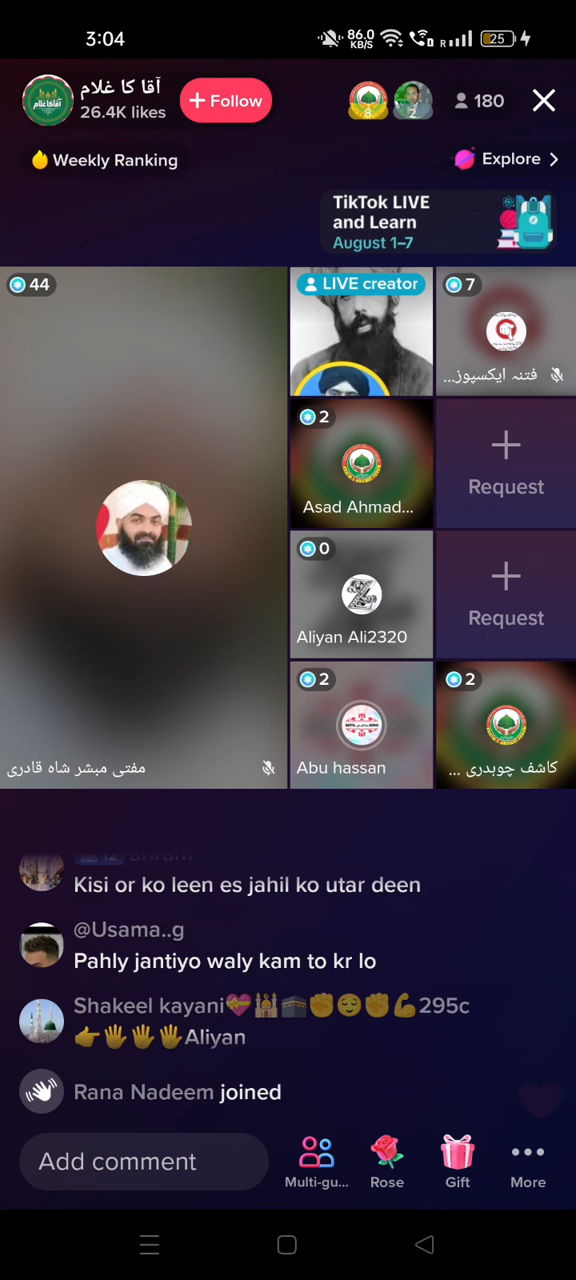 3:04
86.0
KB/S
R
25
آقا کا غلام
26.4K likes
+ Follow
8
2
180
Weekly Ranking
Explore
TikTok LIVE
and Learn
August 1–7
44
LIVE creator
7
فتنہ ایکسپوز...
2
Asad Ahmad...
Request
0
Aliyan Ali2320
Request
مفتی مبشر شاہ قادری
2
Abu hassan
2
کاشف چوہدری ...
12
Kisi or ko leen es jahil ko utar deen
@Usama..g
Pahly jantiyo waly kam to kr lo
Shakeel kayani💝🕌🕋✊😌✊💪295c
👉🖐🖐🖐Aliyan
Rana Nadeem joined
Add comment
Multi-gu...
Rose
Gift
More